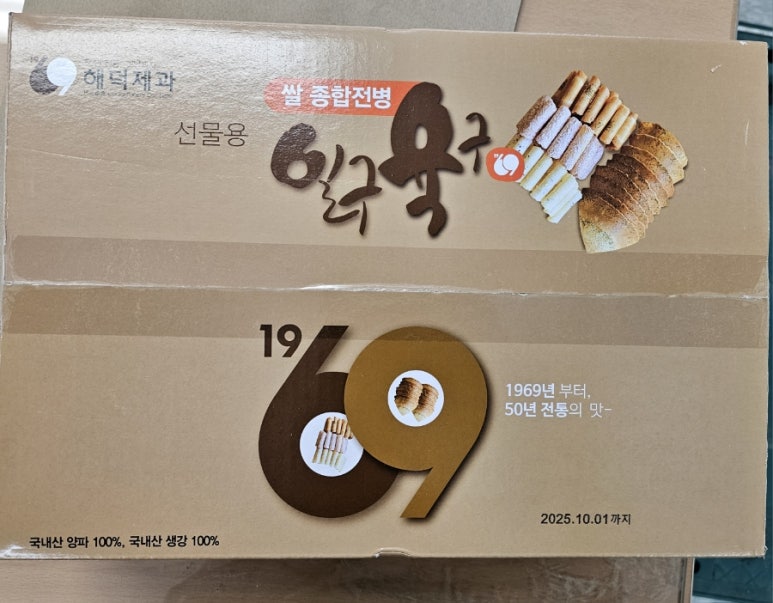 1969 해덕제과
쌀 종합전병
선물용
일구육구
1969
1969년 부터,
50년 전통의 맛-
2025.10.01까지
국내산 양파 100%, 국내산 생강 100%